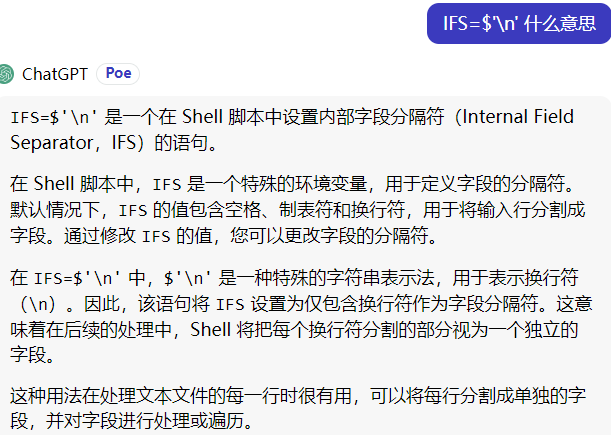 IFS=$'\n' 什么意思
ChatGPT Poe
IFS=$'\n' 是一个在 Shell 脚本中设置内部字段分隔符（Internal Field
Separator，IFS）的语句。
在 Shell 脚本中，IFS 是一个特殊的环境变量，用于定义字段的分隔符。
默认情况下，IFS 的值包含空格、制表符和换行符，用于将输入行分割成
字段。通过修改 IFS 的值，您可以更改字段的分隔符。
在 IFS=$'\n' 中，$'\n' 是一种特殊的字符串表示法，用于表示换行符
（\n）。因此，该语句将 IFS 设置为仅包含换行符作为字段分隔符。这意
味着在后续的处理中，Shell 将把每个换行符分割的部分视为一个独立的
字段。
这种用法在处理文本文件的每一行时很有用，可以将每行分割成单独的字
段，并对字段进行处理或遍历。